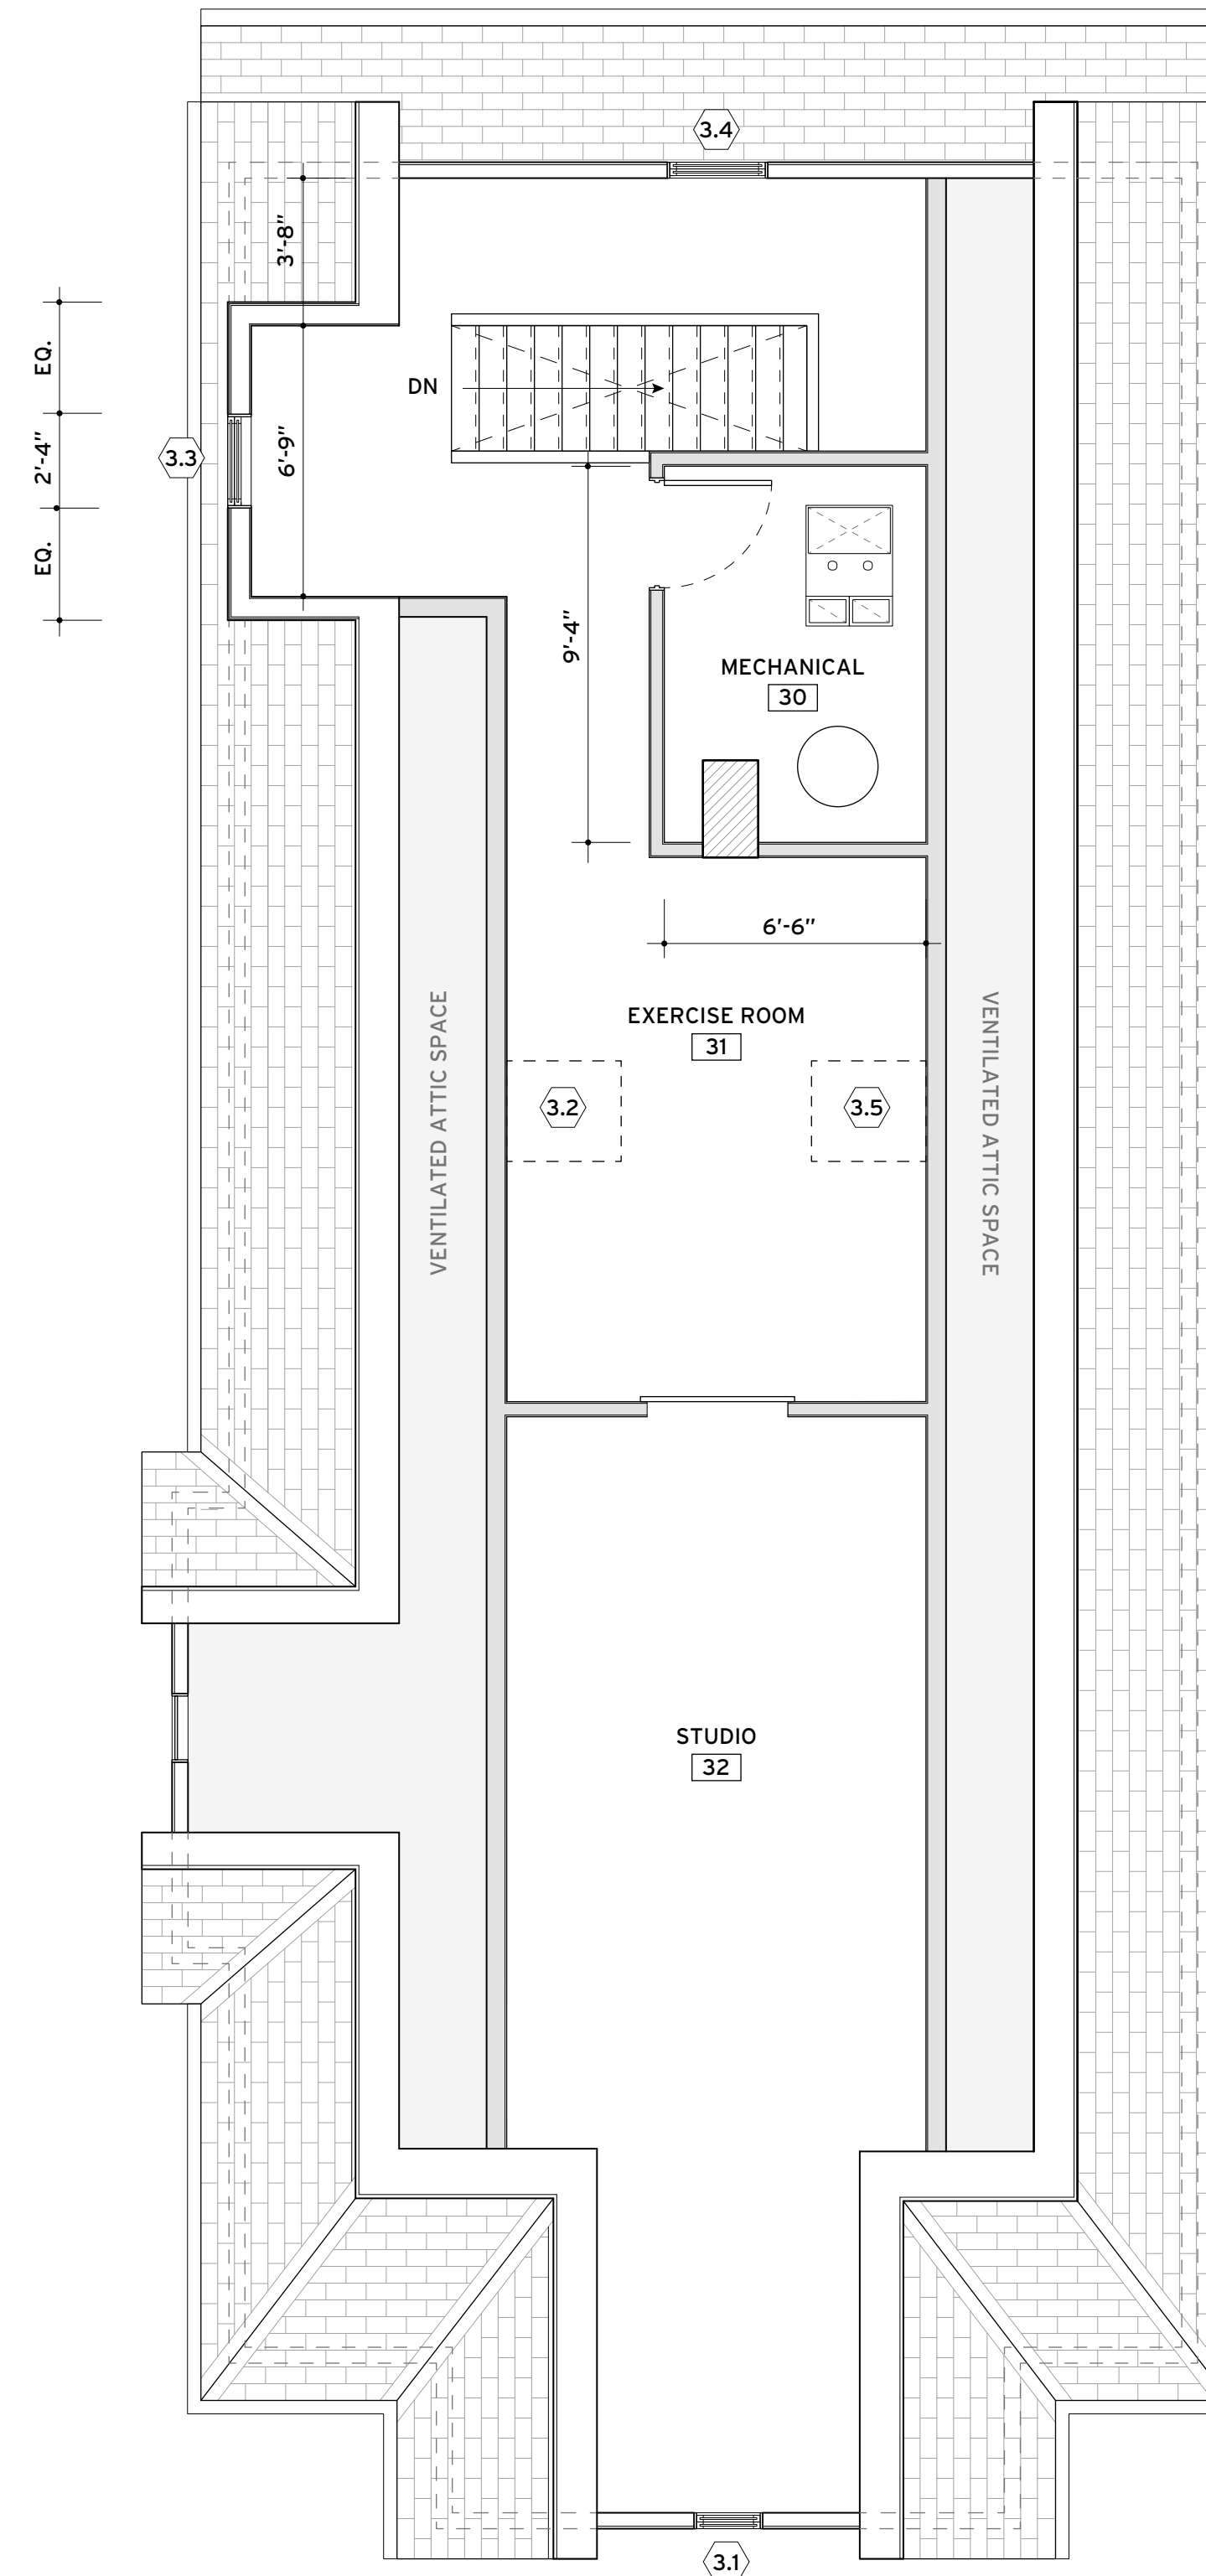 3.4
3'-8"
EQ.
DN
2'-4"
3.3
6'-9"
EQ.
9'-4"
MECHANICAL
30
6'-6"
VENTILATED ATTIC SPACE
EXERCISE ROOM
31
VENTILATED ATTIC SPACE
3.2
3.5
STUDIO
32
3.1